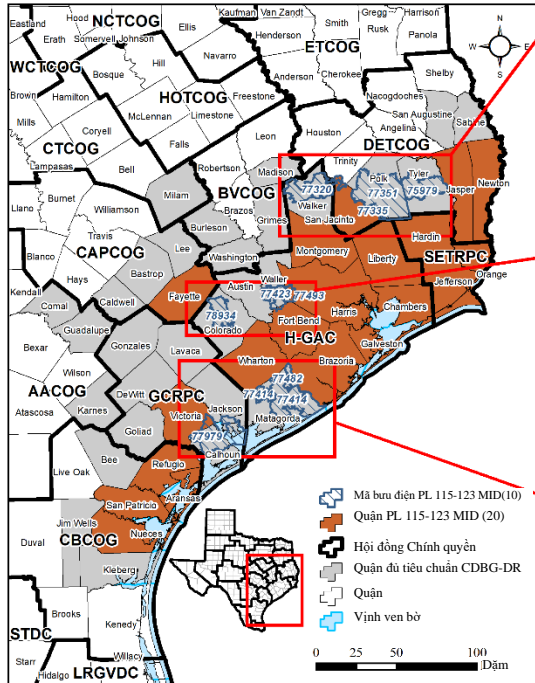 Kaufman Van Zandt Gregg Harrison
Eastland Hood NCTCOG Smith Rusk
Erath Somervell Johnson Ellis Henderson ETCOG Panola
WCTCOG Hill Navarro Anderson Cherokee
Bosque Shelby
Brown Hamilton HOTCOG Freestone Nacogdoches
McLennan Limestone San Augustine
Mills Houston Angelina Sabine
Coryell Falls Leon DETCOG
CTCOG Robertson Madison Trinity
Lampasas Bell BVCOG Polk Tyler Newton
Milam 77320 77351 75979 Jasper
Burnet Brazos Walker
Llano Williamson Grimes 77335
Burleson San Jacinto Hardin
Travis Washington Montgomery
CAPCOG Lee Liberty SETRPC
Blanco Bastrop Orange
Hays Austin Waller Jefferson
Kendall Fayette 77423 77493 Chambers
Comal Caldwell Harris
78934 Fort Bend
Guadalupe Colorado H-GAC Galveston
Bexar Gonzales
Lavaca Wharton Brazoria
Wilson 77482
AACOG DeWitt GCRPC 77414
Karnes Jackson 77414
Atascosa Victoria Matagorda
Goliad 77979
Bee Calhoun
Live Oak Refugio
San Patricio Aransas
Jim Wells Nueces
Duval CBCOG
Kleberg
Brooks
Kenedy
STDC
Willacy
Starr Hidalgo LRGVDC
N
W E
S
Mã bưu điện PL 115-123 MID(10)
Quận PL 115-123 MID (20)
Hội đồng Chính quyền
Quận đủ tiêu chuẩn CDBG-DR
Quận
Vịnh ven bờ
0 25 50 100
Dặm